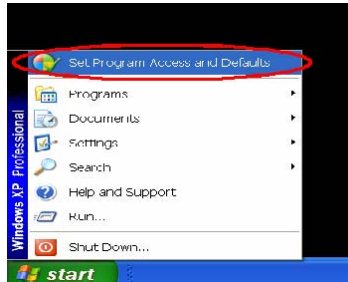 Set Program Access and Defaults
Programs
Documents
Settings
Search
Help and Support
Run...
Shut Down...
Windows XP Professional
start